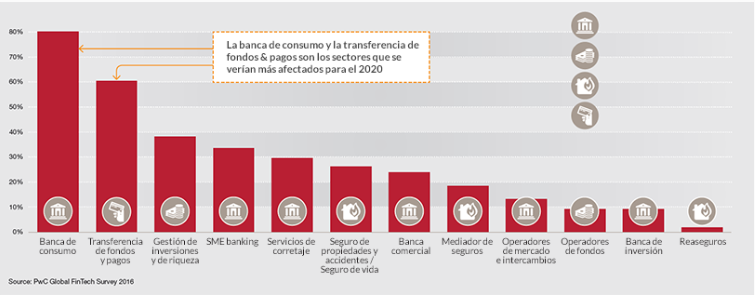 80%
70%
60%
50%
40%
30%
20%
10%
0%
La banca de consumo y la transferencia de
fondos & pagos son los sectores que se
verían más afectados para el 2020
Banca de
consumo
Transferencia
de fondos
y pagos
Gestión de
inversiones
y de riqueza
SME banking
Servicios de
corretaje
Seguro de
propiedades y
accidentes /
Seguro de vida
Banca
comercial
Mediador de
seguros
Operadores
de mercado
e intercambios
Operadores
de fondos
Banca de
inversión
Reaseguros
Source: PwC Global FinTech Survey 2016